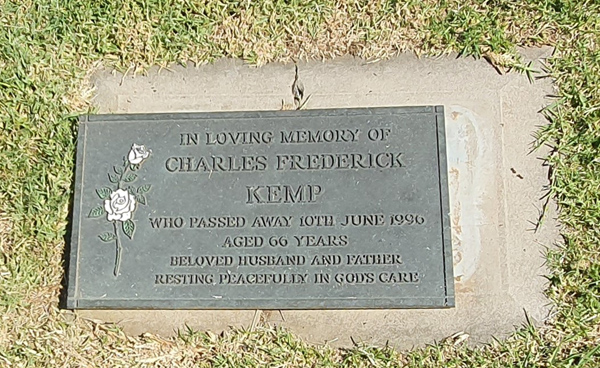 IN LOVING MEMORY OF
CHARLES FREDERICK
KEMP
WHO PASSED AWAY 10TH JUNE 1996
AGED 66 YEARS
BELOVED HUSBAND AND FATHER
RESTING PEACEFULLY IN GOD'S CARE